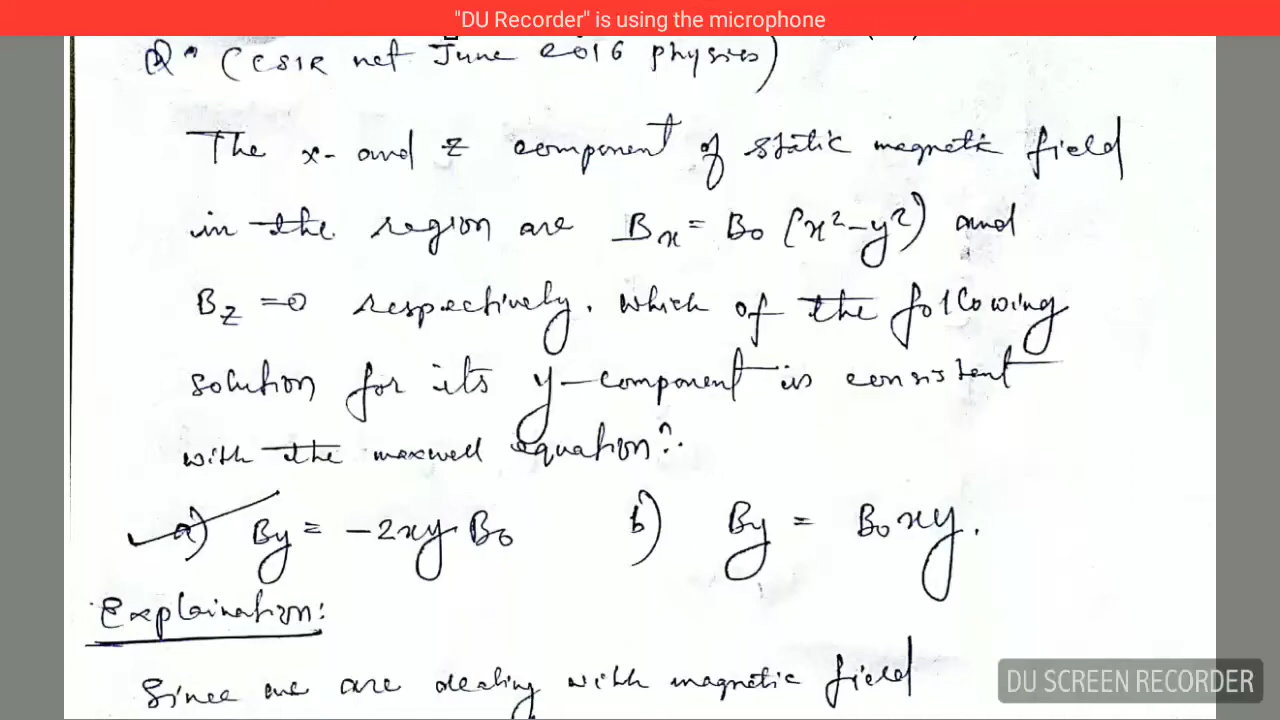 "DU Recorder" is using the microphone
Q. (CSIR net June 2016 physics)
The x- and z component of static magnetic field
in the region are Bx = B0 (x²-y²) and
Bz =0 respectively. which of the following
solution for its y-component is consistent
with the maxwell equation?
a) By = -2xy B0 b) By = B0 xy.
Explaination:
Since we are dealing with magnetic field
DU SCREEN RECORDER